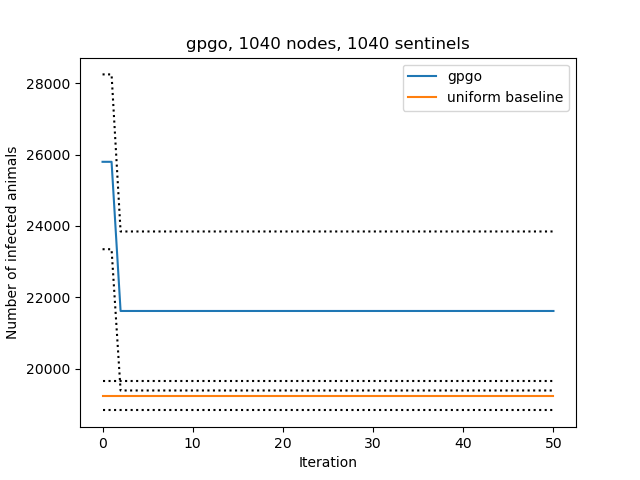 gpgo, 1040 nodes, 1040 sentinels
gpgo
uniform baseline
Number of infected animals
28000
26000
24000
22000
20000
0
10
20
30
40
50
Iteration